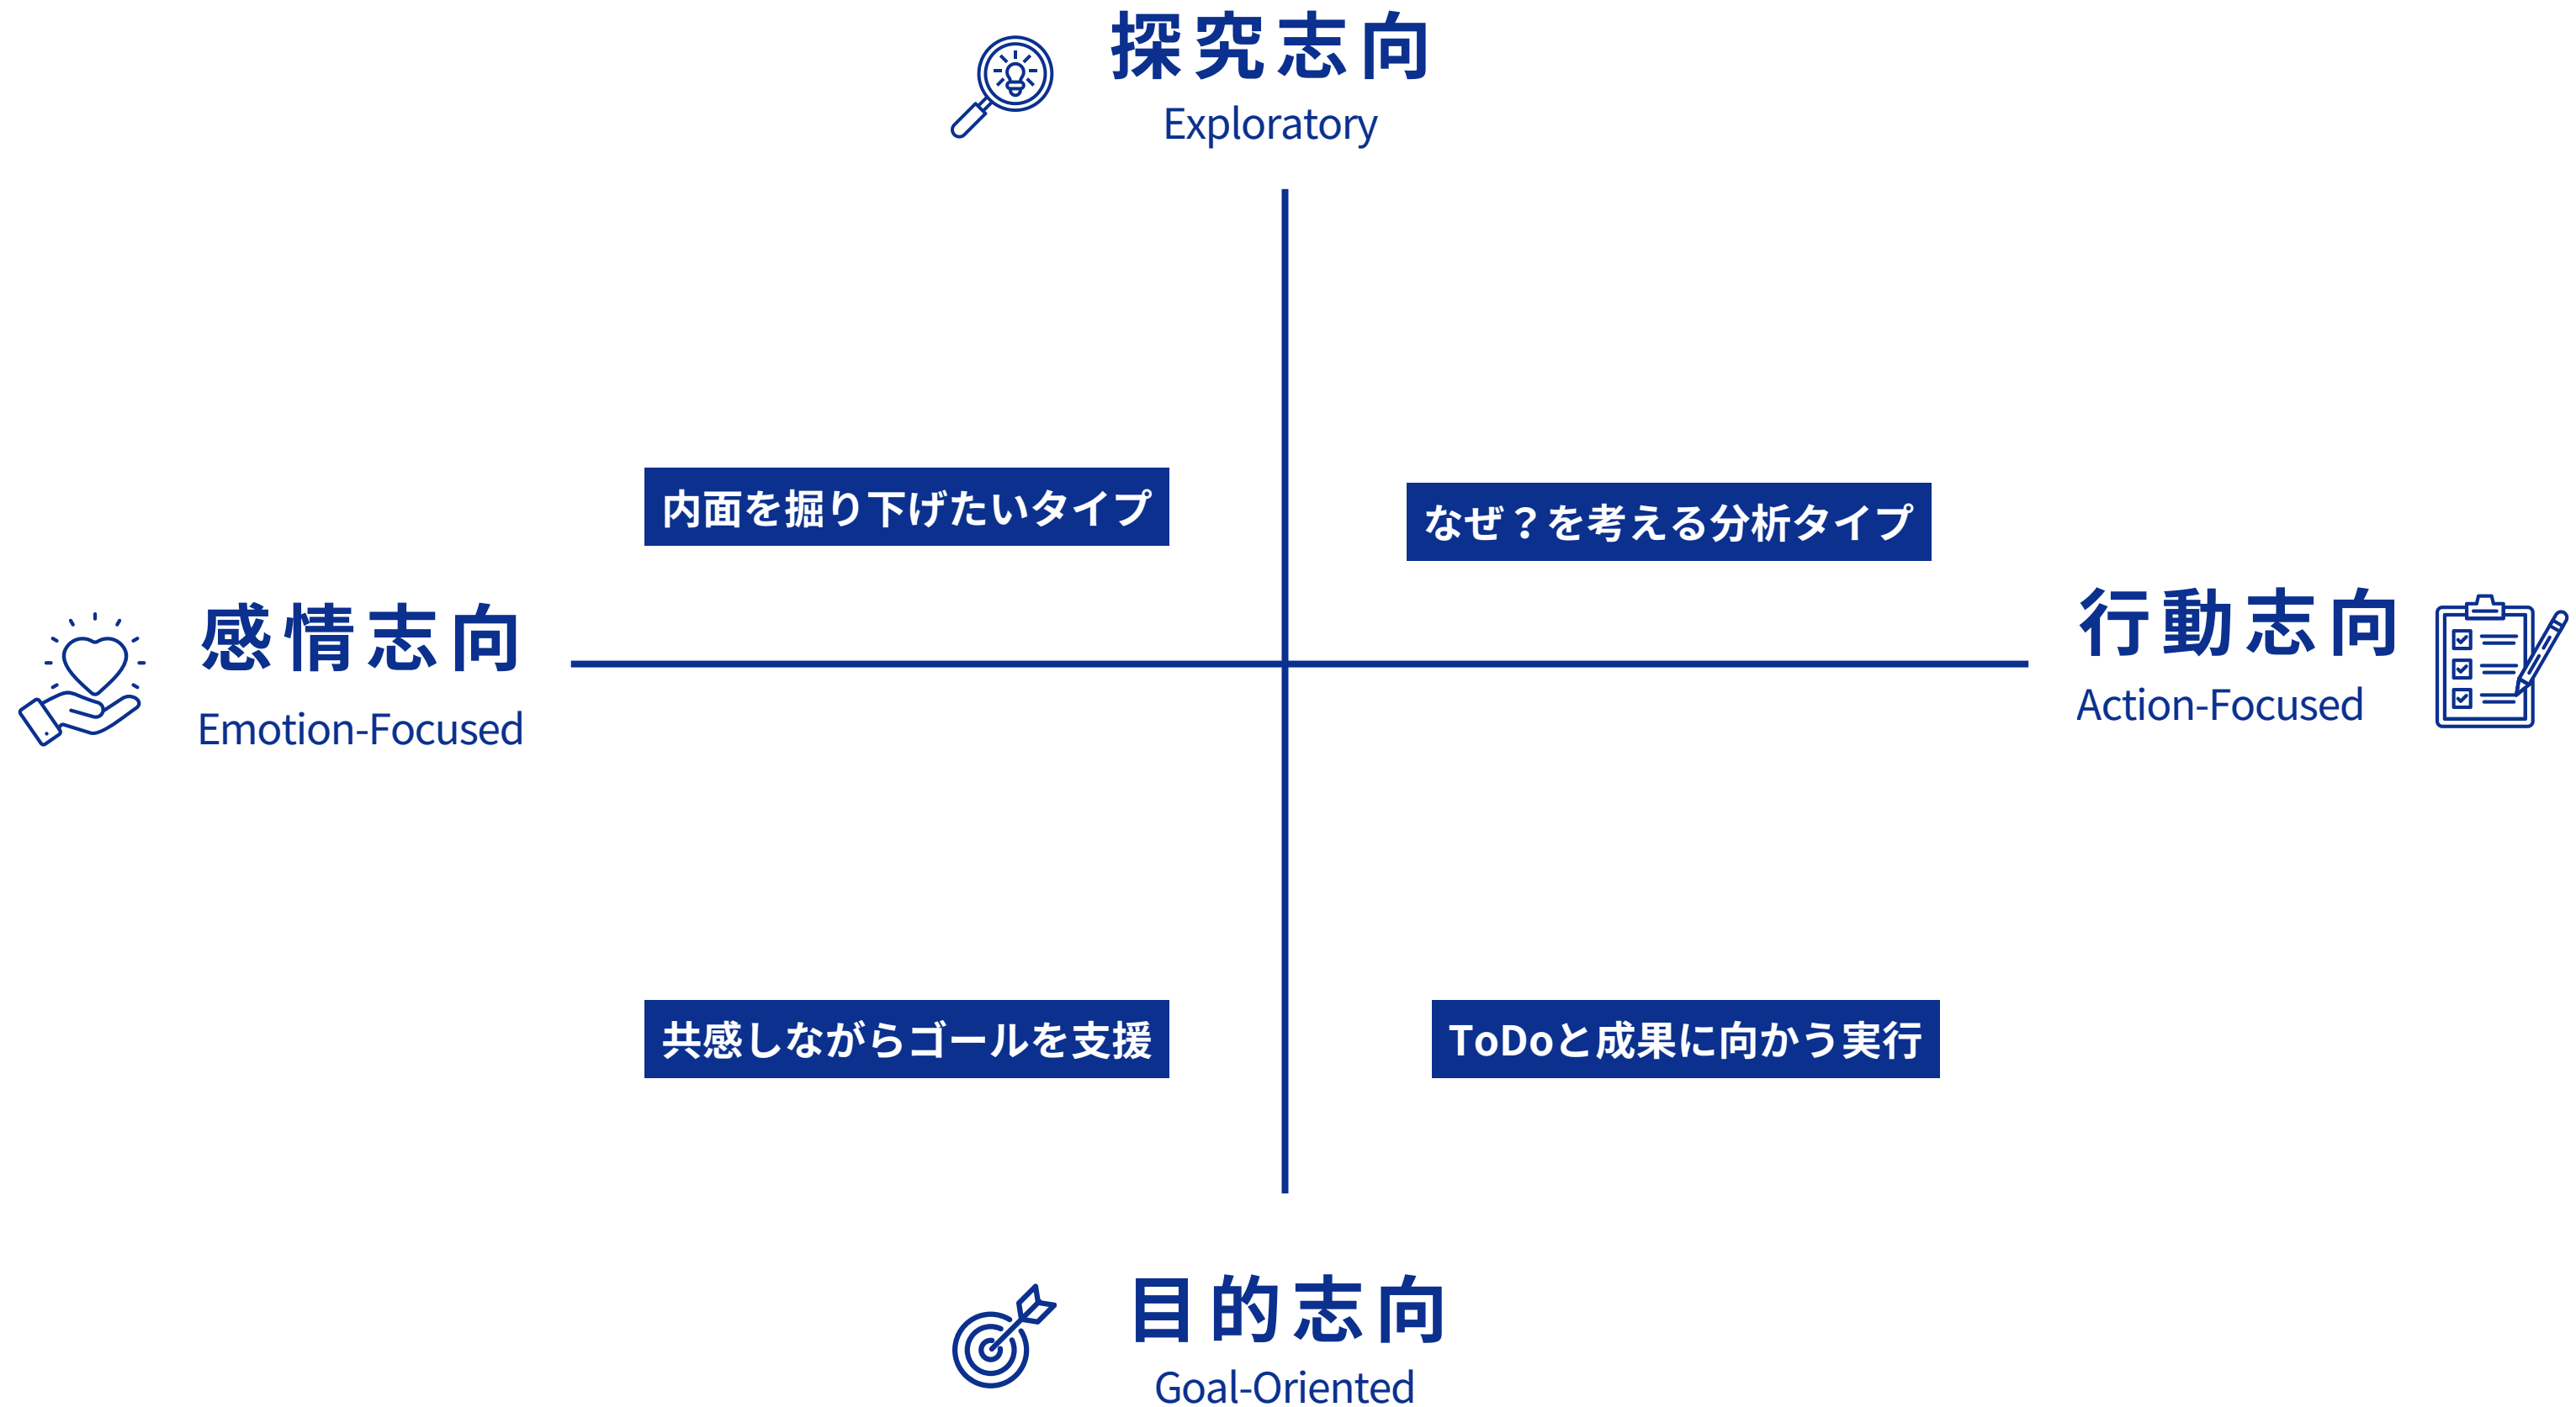 探究志向
Exploratory
内面を掘り下げたいタイプ
なぜ？を考える分析タイプ
感情志向
Emotion-Focused
行動志向
Action-Focused
共感しながらゴールを支援
ToDoと成果に向かう実行
目的志向
Goal-Oriented